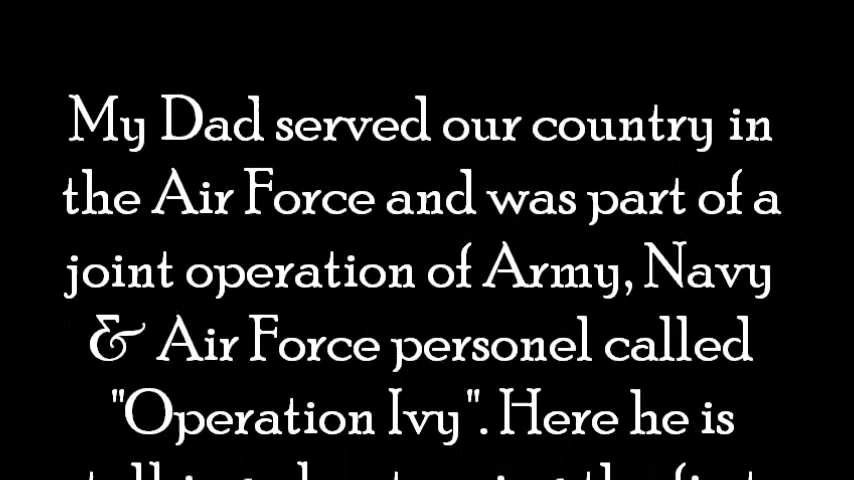 My Dad served our country in
the Air Force and was part of a
joint operation of Army, Navy
& Air Force personel called
"Operation Ivy". Here he is